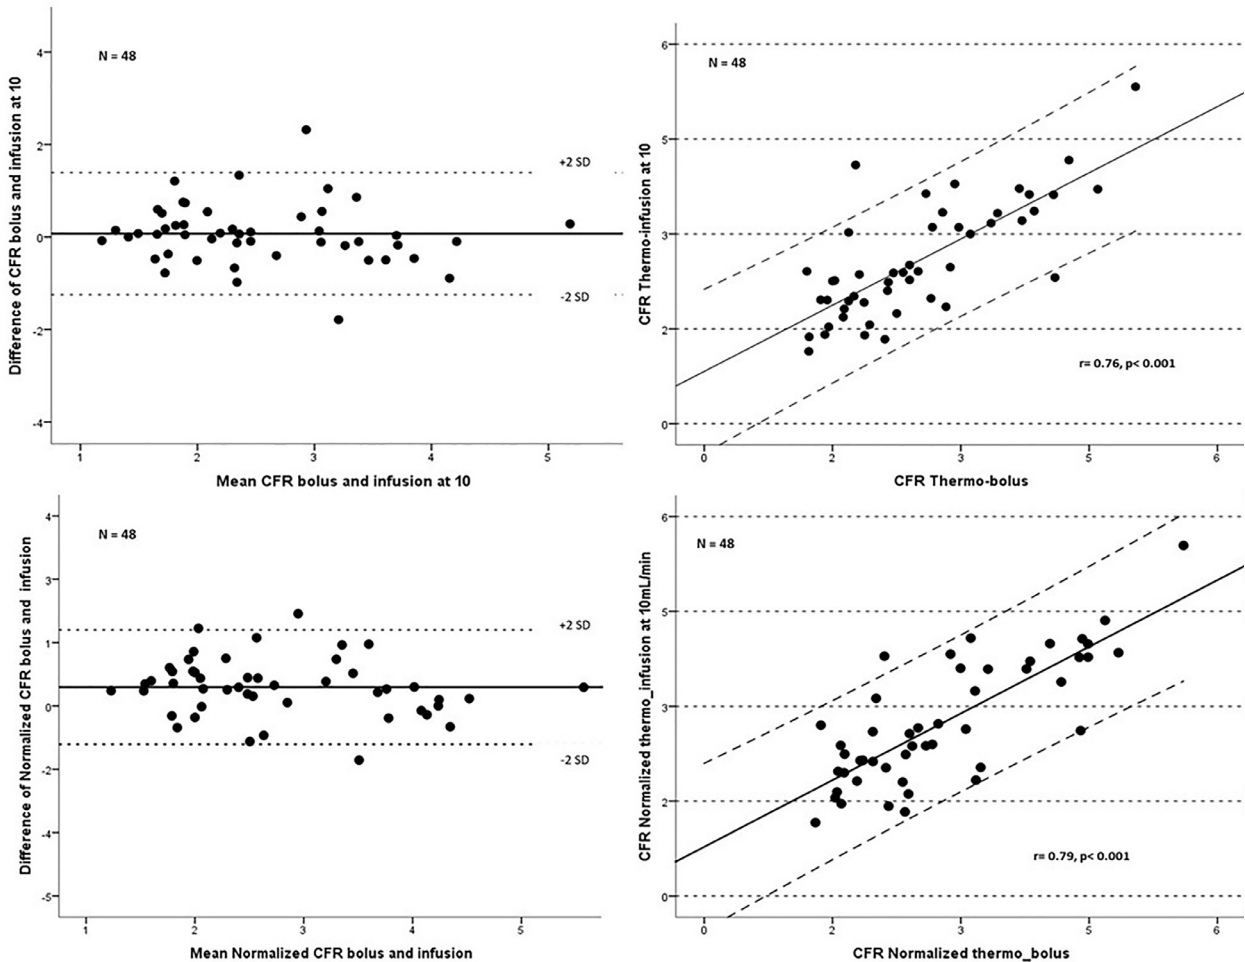 Difference of CFR bolus and infusion at 10
4
2
0
-2
-4
N = 48
+2 SD
-2 SD
1 2 3 4 5
Mean CFR bolus and infusion at 10
CFR Thermo-infusion at 10
6
5
3
2
0
N = 48
r= 0.76, p< 0.001
0 2 3 5 6
CFR Thermo-bolus
Difference of Normalized CFR bolus and infusion
4
3
1
0
-2
-3
-5
N = 48
+2 SD
-2 SD
1 2 3 4 5
Mean Normalized CFR bolus and infusion
CFR Normalized thermo_infusion at 10mL/min
6
5
3
2
0
N = 48
r= 0.79, p< 0.001
0 2 3 5 6
CFR Normalized thermo_bolus